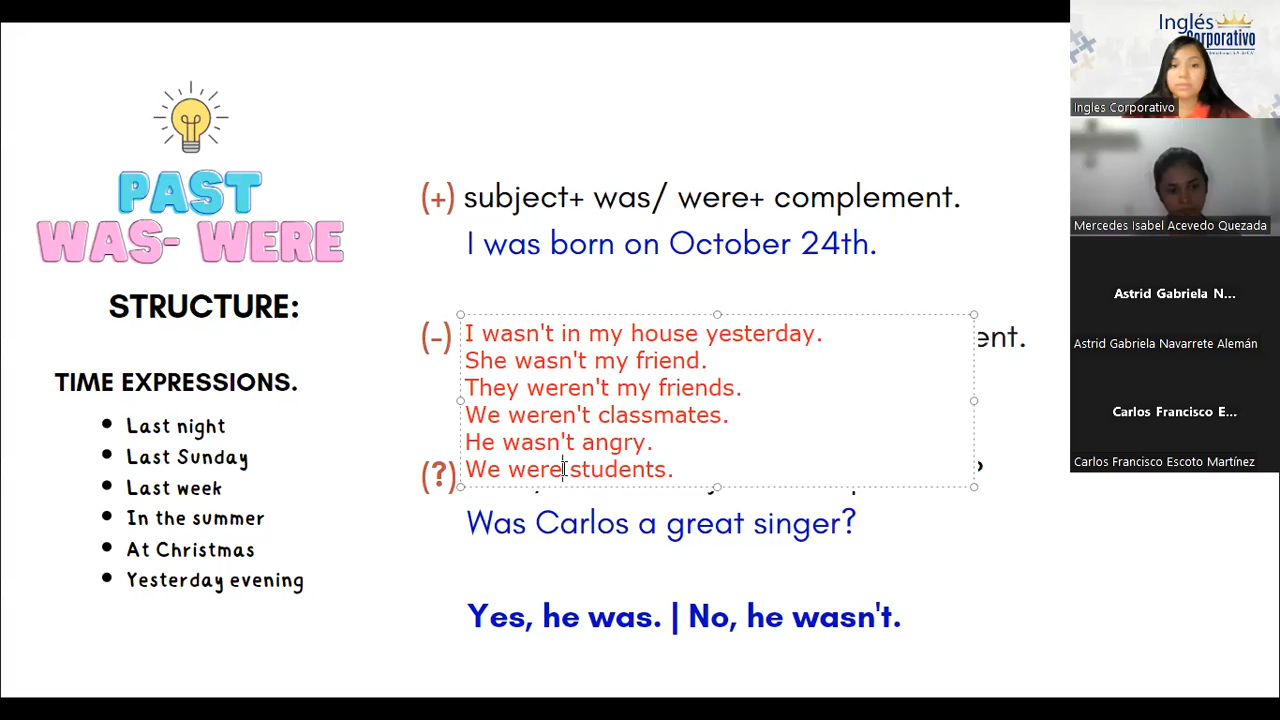 PAST
WAS- WERE
STRUCTURE:
TIME EXPRESSIONS.
Last night
Last Sunday
Last week
In the summer
At Christmas
Yesterday evening
(+) subject+ was/ were+ complement.
I was born on October 24th.
(-)
ent.
I wasn't in my house yesterday.
She wasn't my friend.
They weren't my friends.
We weren't classmates.
He wasn't angry.
We were students.
(?)
?
Was Carlos a great singer?
Yes, he was. | No, he wasn't.
Inglés
Corporativo
Ingles Corporativo
Mercedes Isabel Acevedo Quezada
Astrid Gabriela N...
Astrid Gabriela Navarrete Alemán
Carlos Francisco E...
Carlos Francisco Escoto Martínez